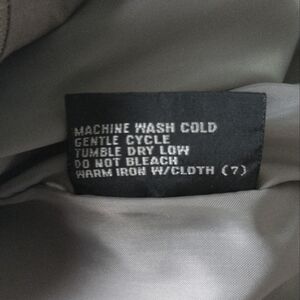 MACHINE WASH COLD
GENTLE CYCLE
TUMBLE DRY LOW
DO NOT BLEACH
WARM IRON W/CLOTH (7)